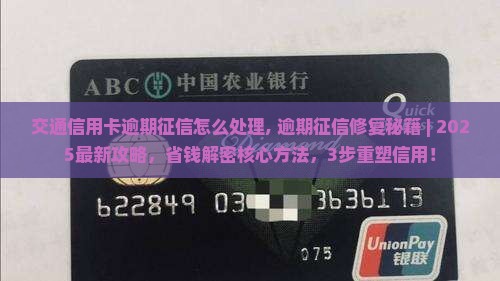 ABC 中国农业银行
Quick
交通信用卡逾期征信怎么处理, 逾期征信修复秘籍 | 202
5最新攻略，省钱解密核心方法，3步重塑信用！
622849 03 3636173
075
UnionPay
银联